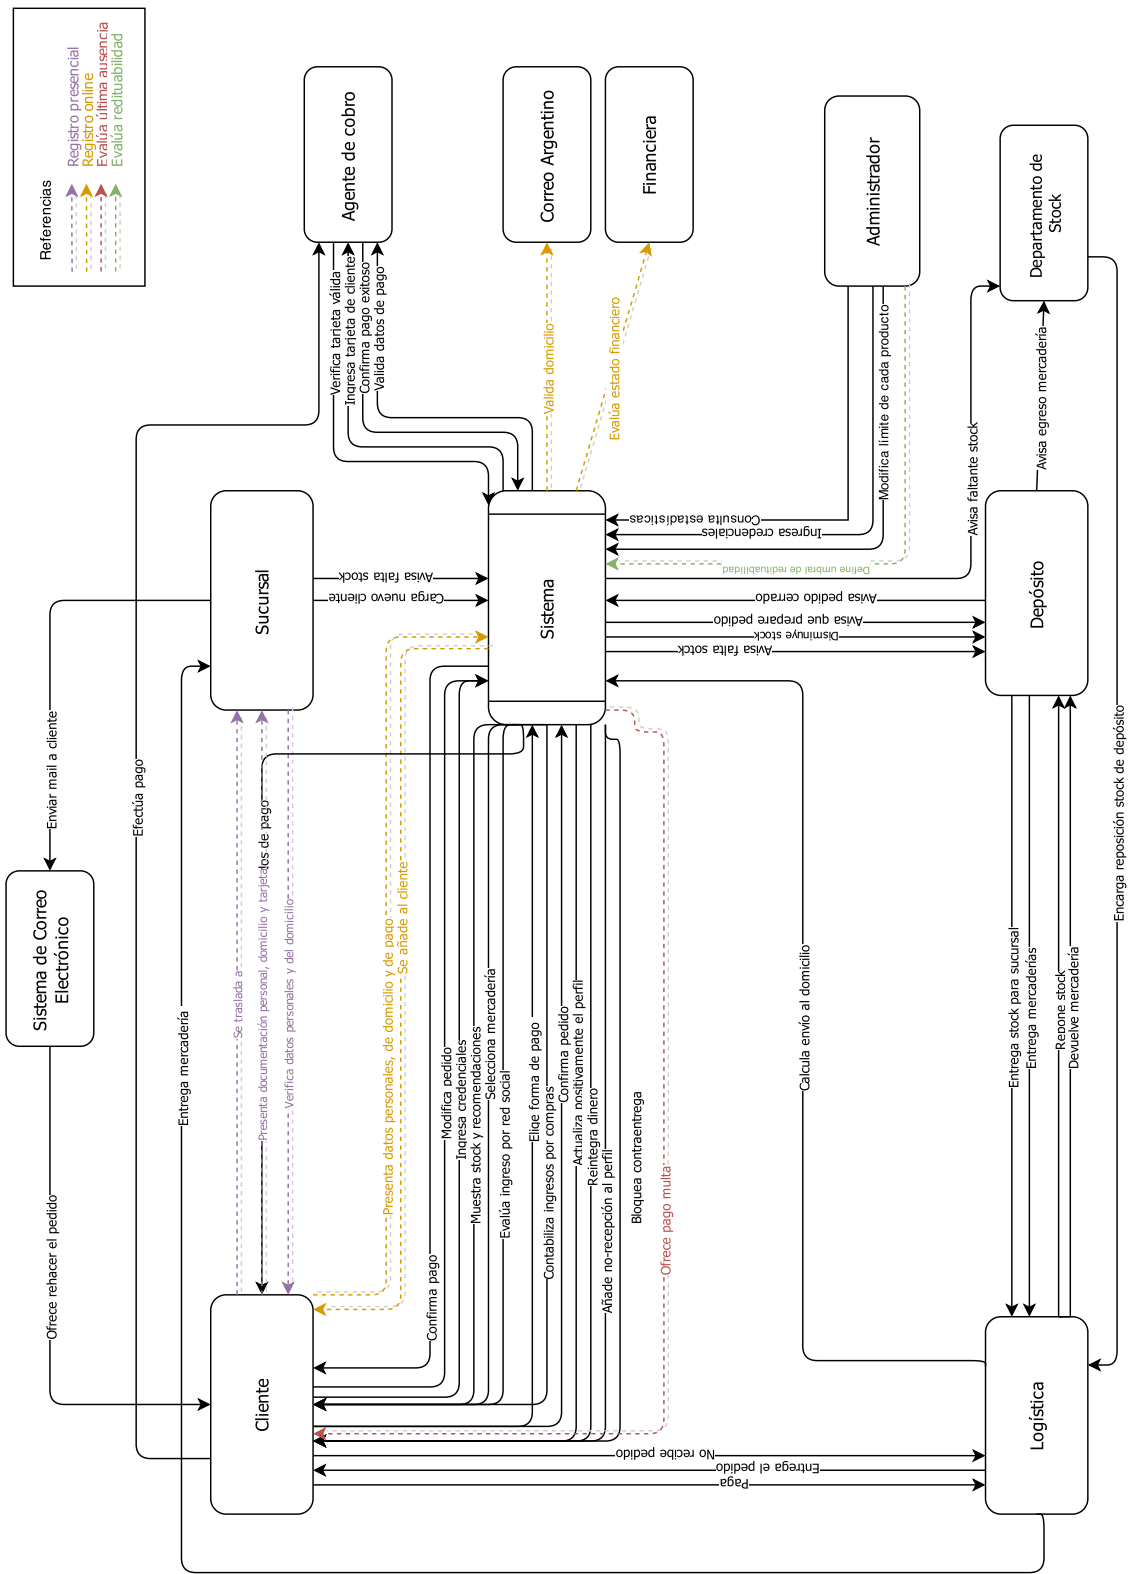 Referencias
Registro presencial
Registro online
Evalúa última ausencia
Evalúa redituabilidad
Agente de cobro
Correo Argentino
Financiera
Administrador
Departamento de
Stock
Verifica tarjeta válida
Ingresa tarjeta de cliente
Confirma pago exitoso
Valida datos de pago
Valida domicilio
Evalúa estado financiero
Modifica límite de cada producto
Consulta estadísticas
Ingresa credenciales
Define umbral de redituabilidad
Avisa faltante stock
Avisa egreso mercadería
Sucursal
Sistema
Depósito
Avisa falta stock
Carga nuevo cliente
Avisa pedido cerrado
Avisa que prepare pedido
Disminuye stock
Avisa falta sotck
Enviar mail a cliente
Efectúa pago
Sistema de Correo
Electrónico
Entrega mercadería
Ofrece rehacer el pedido
Se traslada a
Presenta documentación personal, domicilio y tarjeta
los de pago
Verifica datos personales y del domicilio
Presenta datos personales, de domicilio y de pago
Se añade al cliente
Confirma pago
Modifica pedido
Ingresa credenciales
Muestra stock y recomendaciones
Selecciona mercadería
Evalúa ingreso por red social
Elige forma de pago
Contabiliza ingresos por compras
Confirma pedido
Actualiza positivamente el perfil
Reintegra dinero
Añade no-recepción al perfil
Bloquea contraentrega
Ofrece pago multa
Calcula envío al domicilio
Entrega stock para sucursal
Entrega mercaderías
Repone stock
Devuelve mercadería
Encarga reposición stock de depósito
Cliente
Logística
No recibe pedido
Entrega el pedido
Paga